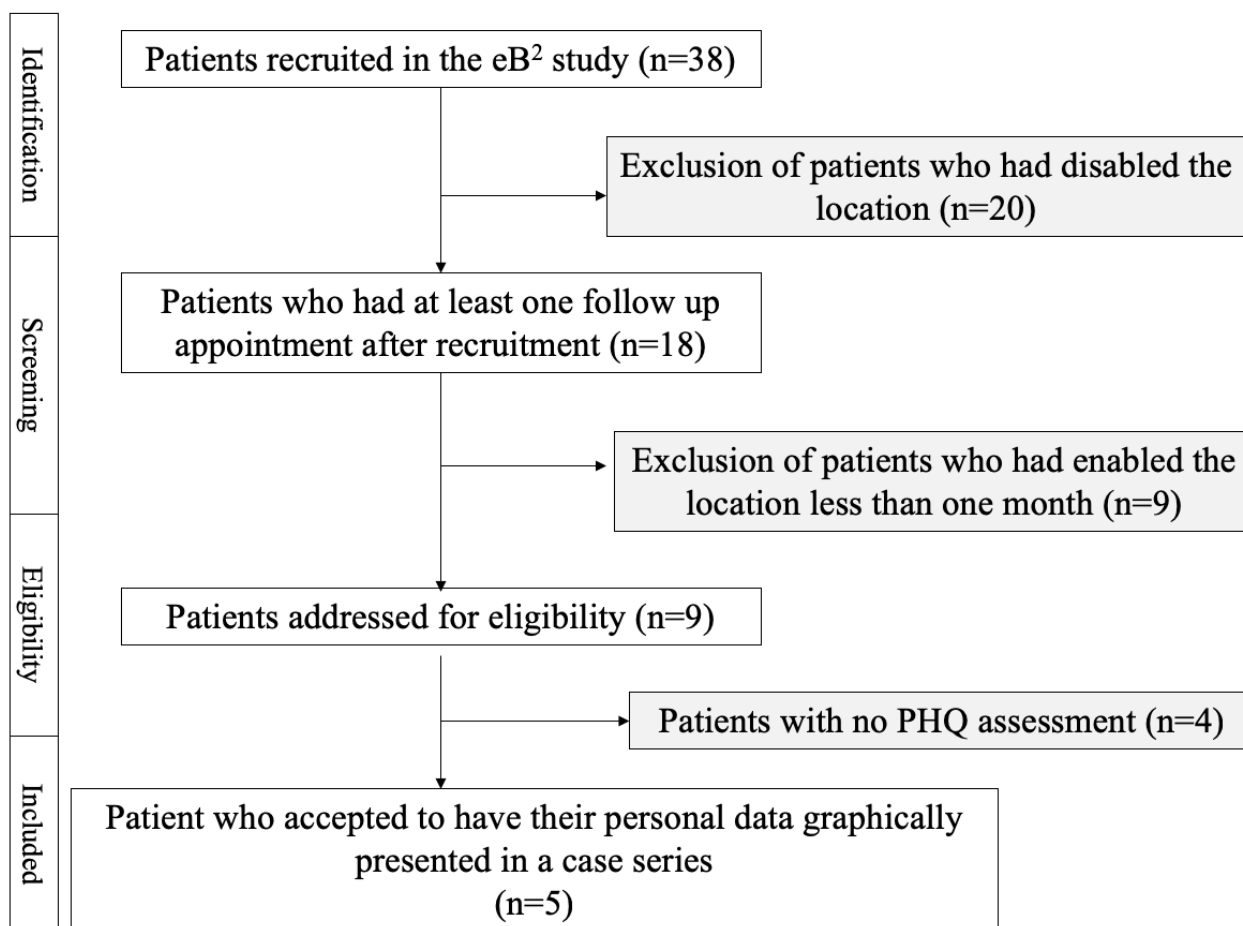 Identification
Patients recruited in the eB² study (n=38)
Exclusion of patients who had disabled the
location (n=20)
Screening
Patients who had at least one follow up
appointment after recruitment (n=18)
Exclusion of patients who had enabled the
location less than one month (n=9)
Eligibility
Patients addressed for eligibility (n=9)
Patients with no PHQ assessment (n=4)
Included
Patient who accepted to have their personal data graphically
presented in a case series
(n=5)